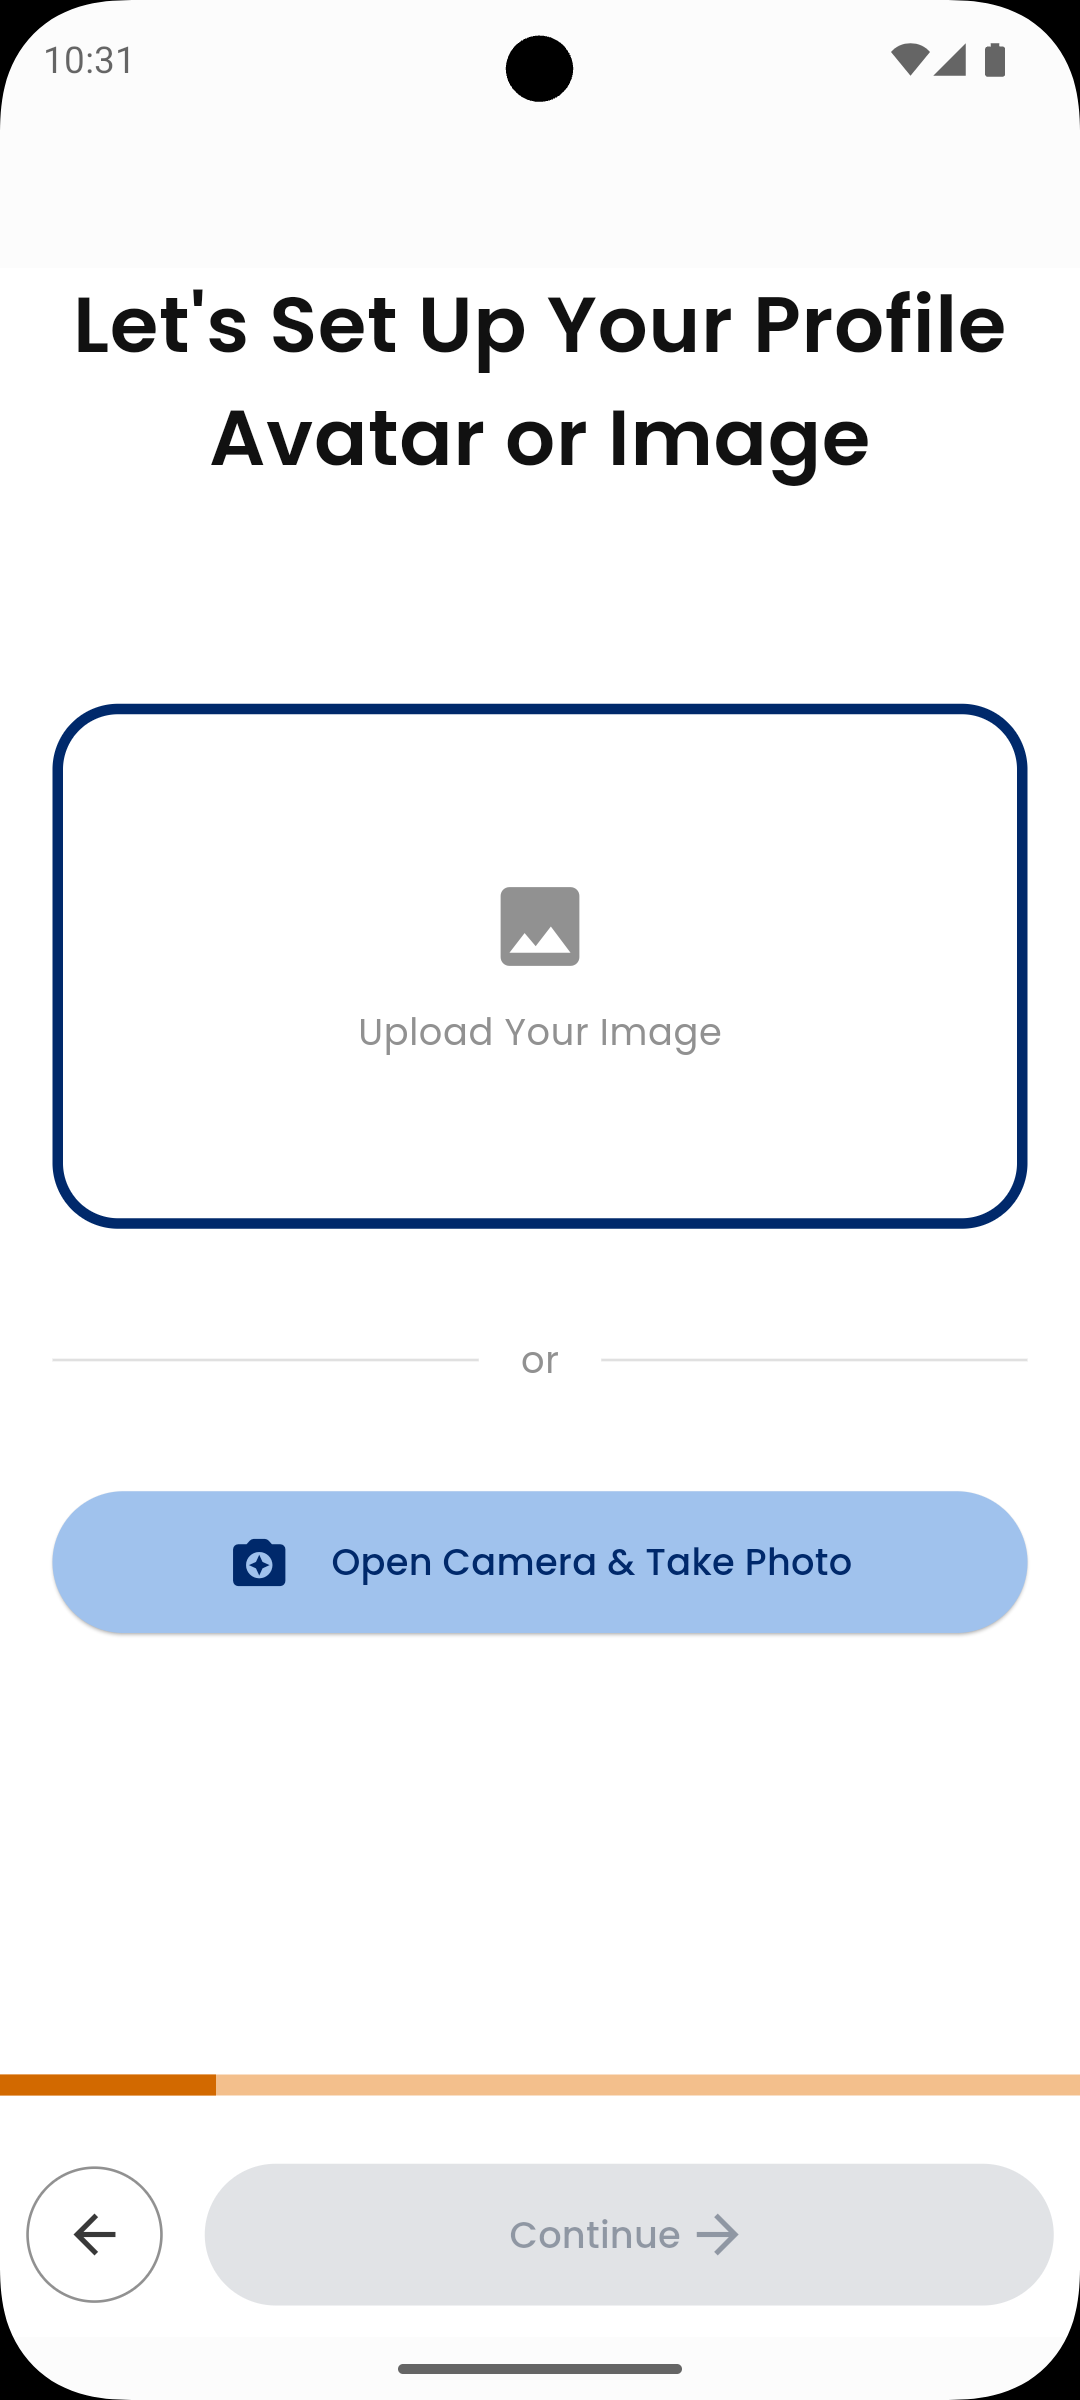 10:31
Let's Set Up Your Profile
Avatar or Image
Upload Your Image
or
Open Camera & Take Photo
Continue